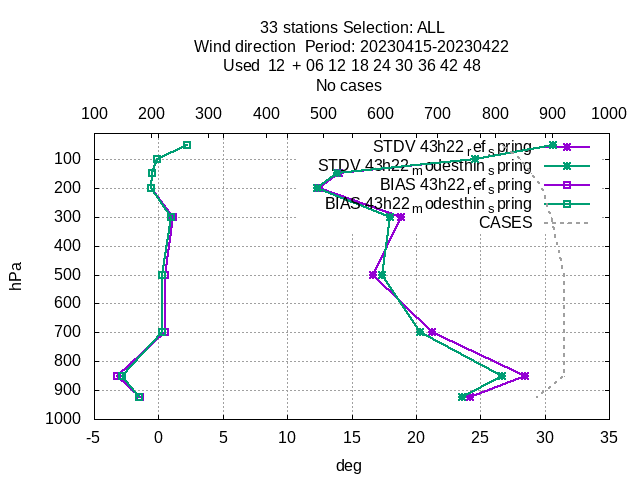 33 stations Selection: ALL
Wind direction  Period: 20230415-20230422
Used  12  + 06 12 18 24 30 36 42 48
No cases
100 200 300 400 500 600 700 800 900 1000
STDV 43h22_ref_spring
STDV 43h22_modesthin_spring
BIAS 43h22_ref_spring
BIAS 43h22_modesthin_spring
CASES
100
200
300
400
500
600
700
800
900
1000
hPa
-5 0 5 10 15 20 25 30 35
deg